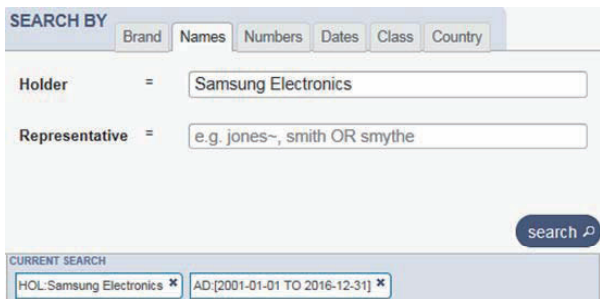 SEARCH BY
Brand Names Numbers Dates Class Country
Holder = Samsung Electronics
Representative = e.g. jones~, smith OR smythe
search
CURRENT SEARCH
HOL:Samsung Electronics ✖ AD:[2001-01-01 TO 2016-12-31] ✖